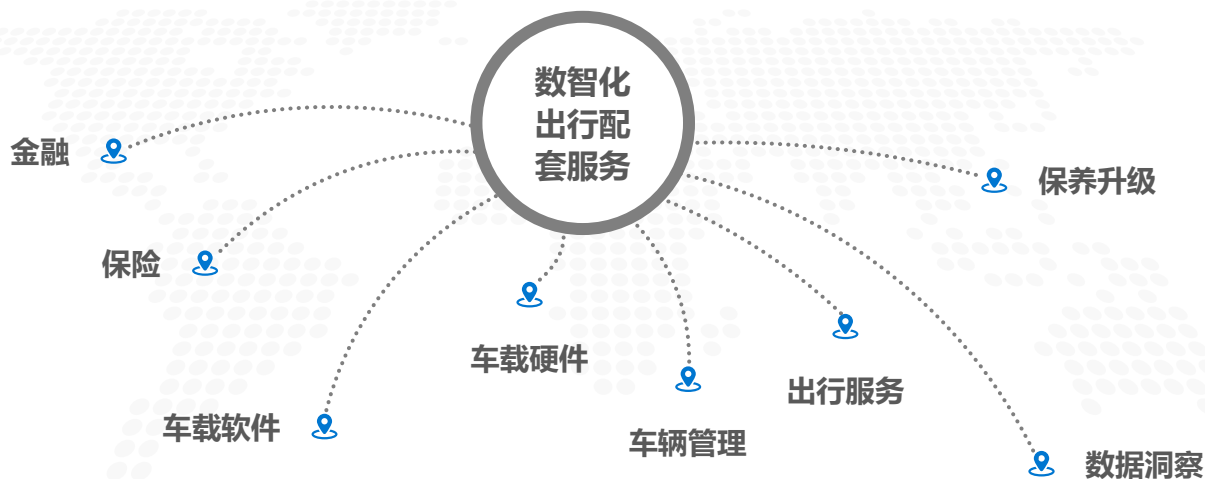 数智化
出行配
套服务
金融
保养升级
保险
车载硬件
出行服务
车载软件
车辆管理
数据洞察